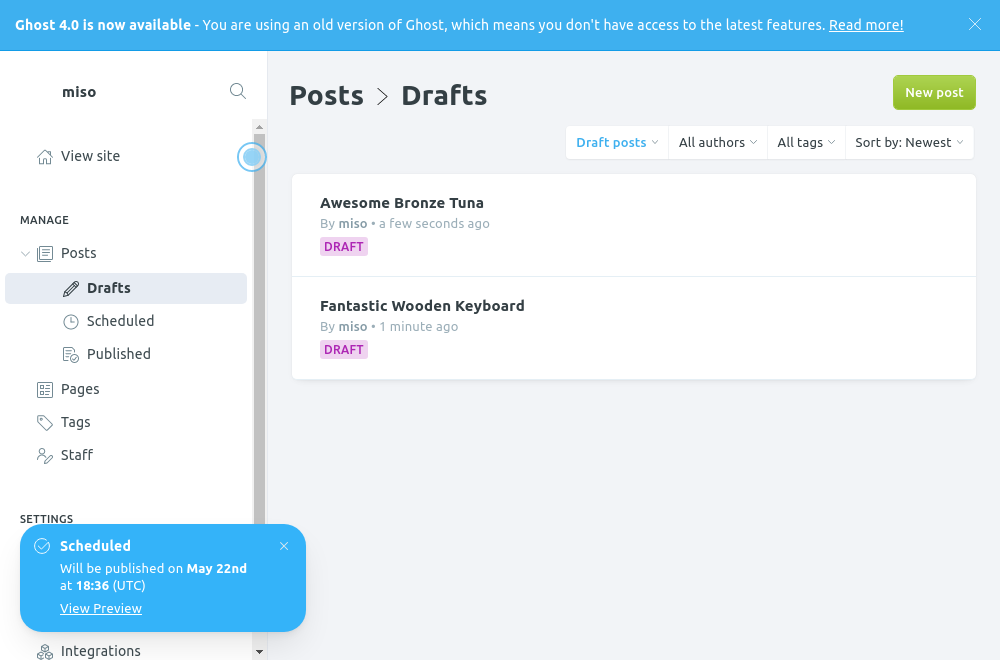 Ghost 4.0 is now available - You are using an old version of Ghost, which means you don't have access to the latest features. Read more!
miso
View site
MANAGE
Posts
Drafts
Scheduled
Published
Pages
Tags
Staff
SETTINGS
Integrations
Posts > Drafts
New post
Draft posts
All authors
All tags
Sort by: Newest
Awesome Bronze Tuna
By miso • a few seconds ago
DRAFT
Fantastic Wooden Keyboard
By miso • 1 minute ago
DRAFT
Scheduled
Will be published on May 22nd
at 18:36 (UTC)
View Preview